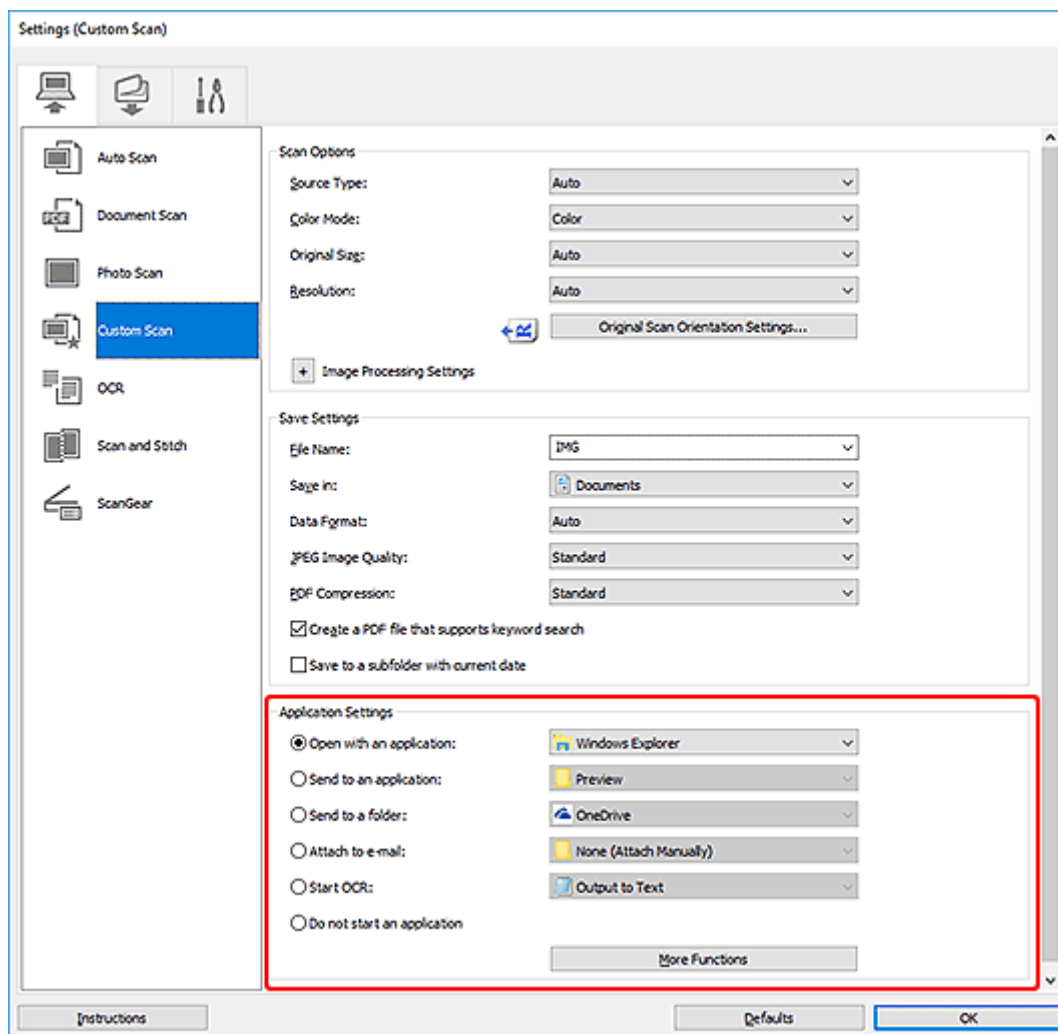 Settings (Custom Scan)
Auto Scan
Document Scan
Photo Scan
Custom Scan
OCR
Scan and Stitch
ScanGear
Scan Options
Source Type: Auto
Color Mode: Color
Original Size: Auto
Resolution: Auto
Original Scan Orientation Settings...
+ Image Processing Settings
Save Settings
File Name: IMG
Save in: Documents
Data Format: Auto
JPEG Image Quality: Standard
PDF Compression: Standard
Create a PDF file that supports keyword search
Save to a subfolder with current date
Application Settings
Open with an application: Windows Explorer
Send to an application: Preview
Send to a folder: OneDrive
Attach to e-mail: None (Attach Manually)
Start OCR: Output to Text
Do not start an application
More Functions
Instructions Defaults OK